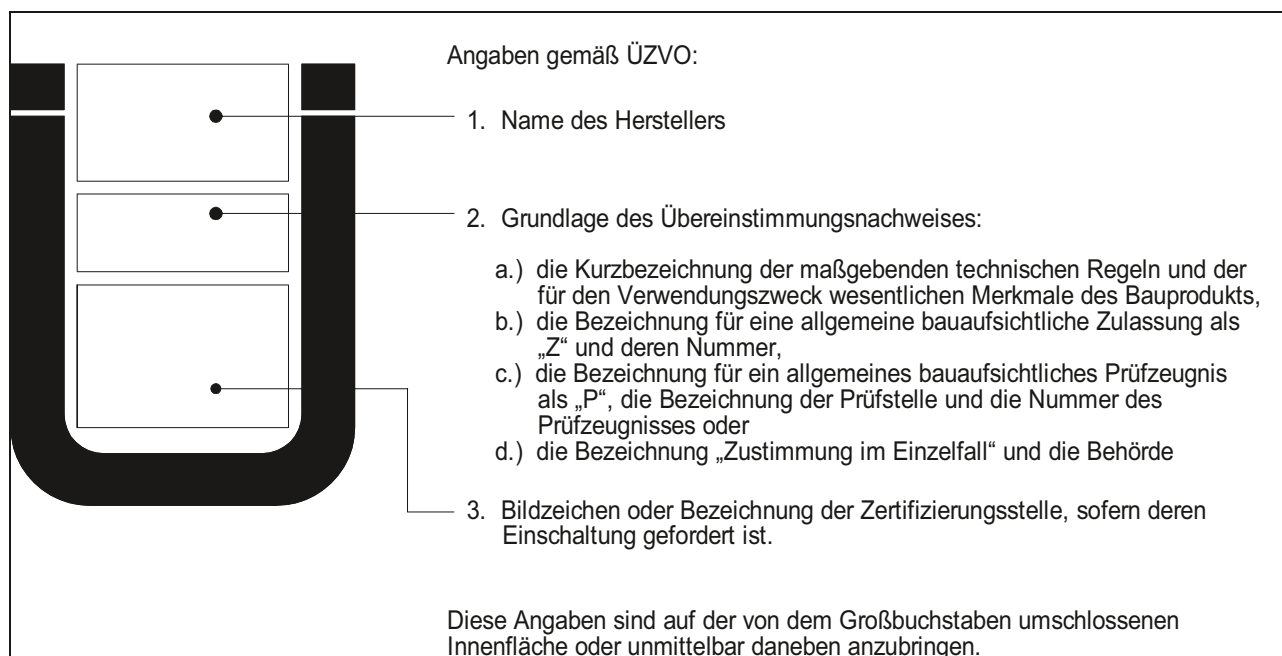 Angaben gemäß ÜZVO:
1. Name des Herstellers
2. Grundlage des Übereinstimmungsnachweises:
a.) die Kurzbezeichnung der maßgebenden technischen Regeln und der
für den Verwendungszweck wesentlichen Merkmale des Bauprodukts,
b.) die Bezeichnung für eine allgemeine bauaufsichtliche Zulassung als
„Z“ und deren Nummer,
c.) die Bezeichnung für ein allgemeines bauaufsichtliches Prüfzeugnis
als „P“, die Bezeichnung der Prüfstelle und die Nummer des
Prüfzeugnisses oder
d.) die Bezeichnung „Zustimmung im Einzelfall“ und die Behörde
3. Bildzeichen oder Bezeichnung der Zertifizierungsstelle, sofern deren
Einschaltung gefordert ist.
Diese Angaben sind auf der von dem Großbuchstaben umschlossenen
Innenfläche oder unmittelbar daneben anzubringen.